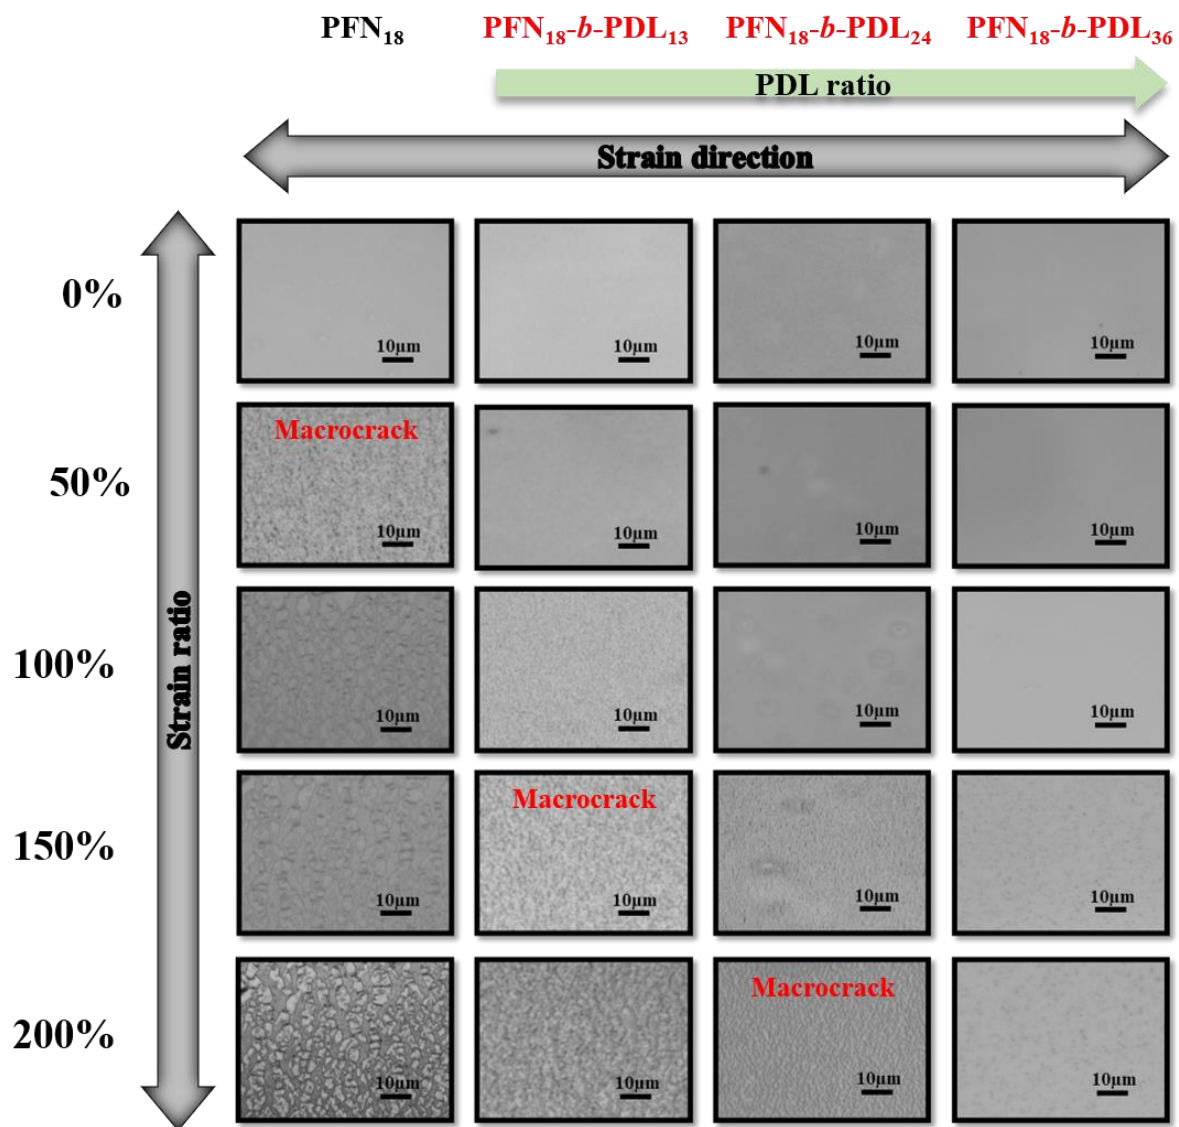 PFN₁₈ PFN₁₈-b-PDL₁₃ PFN₁₈-b-PDL₂₄ PFN₁₈-b-PDL₃₆
PDL ratio
Strain direction
Strain ratio
0%
10μm 10μm 10μm 10μm
50%
Macrocrack
10μm 10μm 10μm 10μm
100%
10μm 10μm 10μm 10μm
150%
Macrocrack
10μm 10μm 10μm 10μm
200%
Macrocrack
10μm 10μm 10μm 10μm